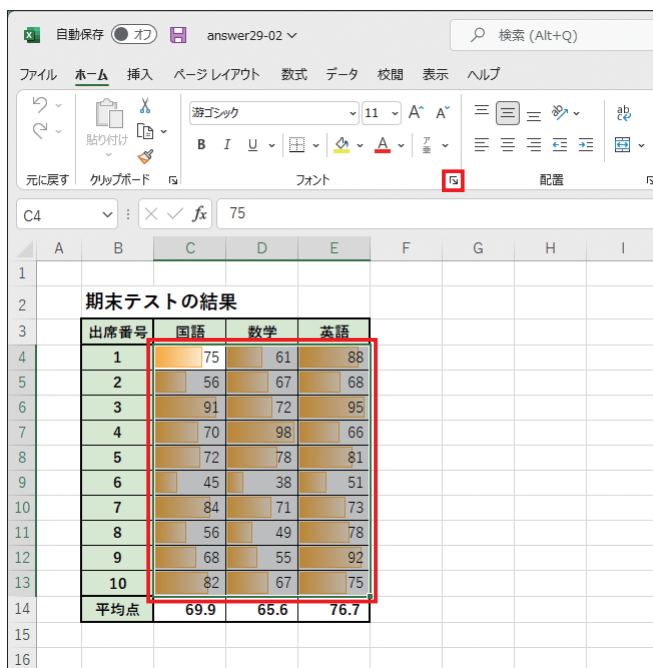 自動保存 オフ answer29-02 検索 (Alt+Q)
ファイル ホーム 挿入 ページ レイアウト 数式 データ 校閲 表示 ヘルプ
貼り付け 游ゴシック 11 A A ab
B I U A ア亜
元に戻す クリップボード フォント 配置
C4 fx 75
A B C D E F G H I
1
2 期末テストの結果
3 出席番号 国語 数学 英語
4 1 75 61 88
5 2 56 67 68
6 3 91 72 95
7 4 70 98 66
8 5 72 78 81
9 6 45 38 51
10 7 84 71 73
11 8 56 49 78
12 9 68 55 92
13 10 82 67 75
14 平均点 69.9 65.6 76.7
15
16